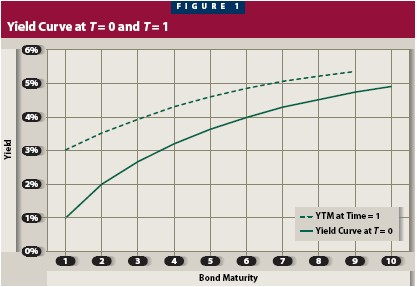 FIGURE 1
Yield Curve at T = 0 and T = 1
6%
5%
4%
3%
2%
1%
0%
Yield
YTM at Time = 1
Yield Curve at T = 0
1 2 3 4 5 6 7 8 9 10
Bond Maturity